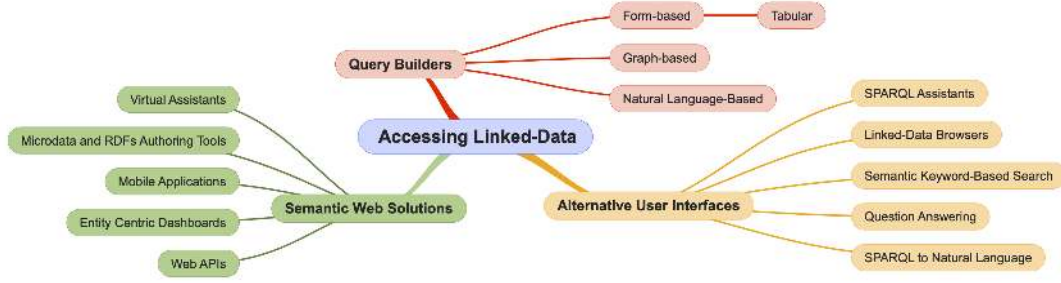 Form-based
Tabular
Query Builders
Graph-based
Natural Language-Based
Accessing Linked-Data
Virtual Assistants
Microdata and RDFs Authoring Tools
Mobile Applications
Semantic Web Solutions
Entity Centric Dashboards
Web APIs
SPARQL Assistants
Linked-Data Browsers
Semantic Keyword-Based Search
Alternative User Interfaces
Question Answering
SPARQL to Natural Language